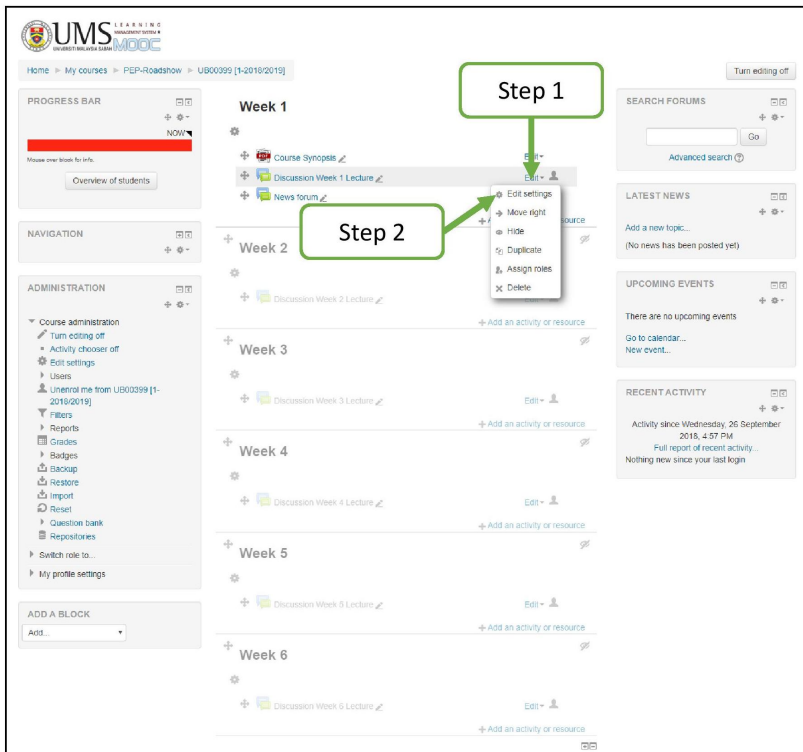 UMS LEARNING
MANAGEMENT SYSTEM
MOOC
UNIVERSITI MALAYSIA SABAH
Home My courses PEP-Roadshow UB00399 [1-2018/2019]
Turn editing off
PROGRESS BAR
NOW
Mouse over block for info.
Overview of students
NAVIGATION
ADMINISTRATION
Course administration
Turn editing off
Activity chooser off
Edit settings
Users
Unenrol me from UB00399 [1-
2018/2019]
Filters
Reports
Grades
Badges
Backup
Restore
Import
Reset
Question bank
Repositories
Switch role to...
My profile settings
ADD A BLOCK
Add...
Week 1
Step 1
Course Synopsis Edit
Discussion Week 1 Lecture Edit
News forum
Edit settings
Move right
Hide
Duplicate
Assign roles
Delete
Step 2
resource
Week 2
Discussion Week 2 Lecture
Add an activity or resource
Week 3
Discussion Week 3 Lecture Edit
Add an activity or resource
Week 4
Discussion Week 4 Lecture Edit
Add an activity or resource
Week 5
Discussion Week 5 Lecture Edit
Add an activity or resource
Week 6
Discussion Week 6 Lecture Edit
Add an activity or resource
SEARCH FORUMS
Go
Advanced search
LATEST NEWS
Add a new topic...
(No news has been posted yet)
UPCOMING EVENTS
There are no upcoming events
Go to calendar...
New event...
RECENT ACTIVITY
Activity since Wednesday, 26 September
2018, 4:57 PM
Full report of recent activity...
Nothing new since your last login